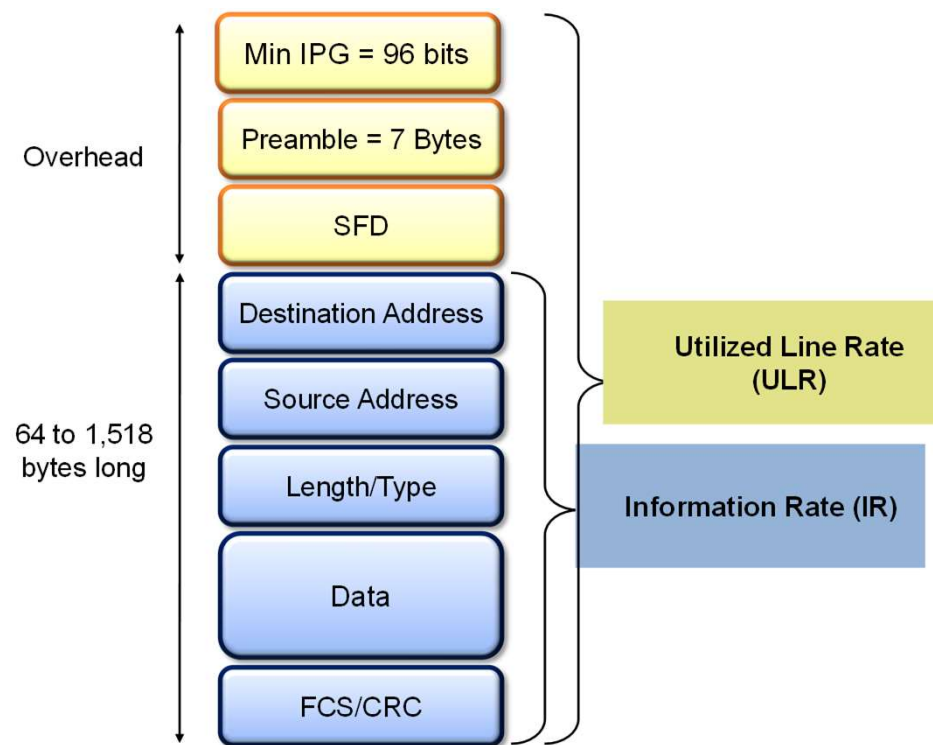 Min IPG = 96 bits
Preamble = 7 Bytes
Overhead
SFD
Destination Address
Utilized Line Rate
(ULR)
Source Address
64 to 1,518
bytes long
Length/Type
Information Rate (IR)
Data
FCS/CRC